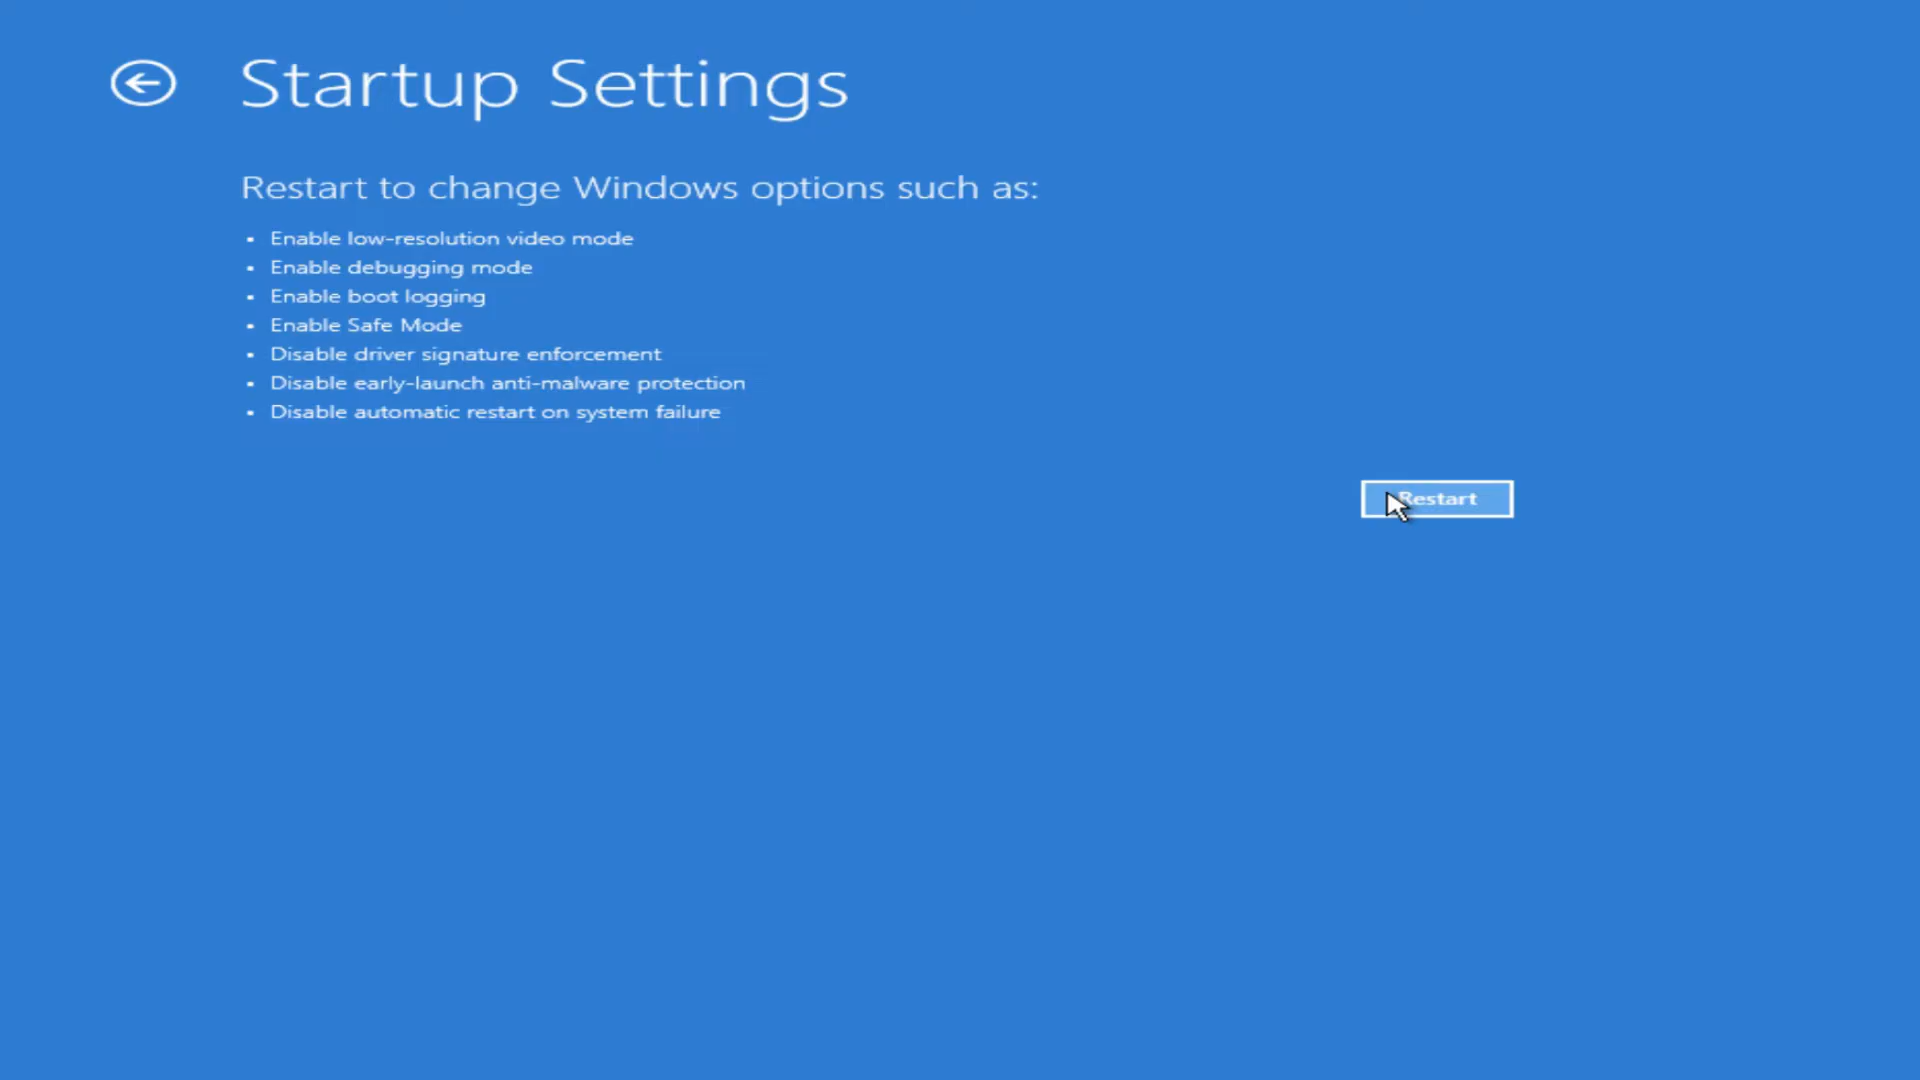 Startup Settings
Restart to change Windows options such as:
• Enable low-resolution video mode
• Enable debugging mode
• Enable boot logging
• Enable Safe Mode
• Disable driver signature enforcement
• Disable early-launch anti-malware protection
• Disable automatic restart on system failure
Restart